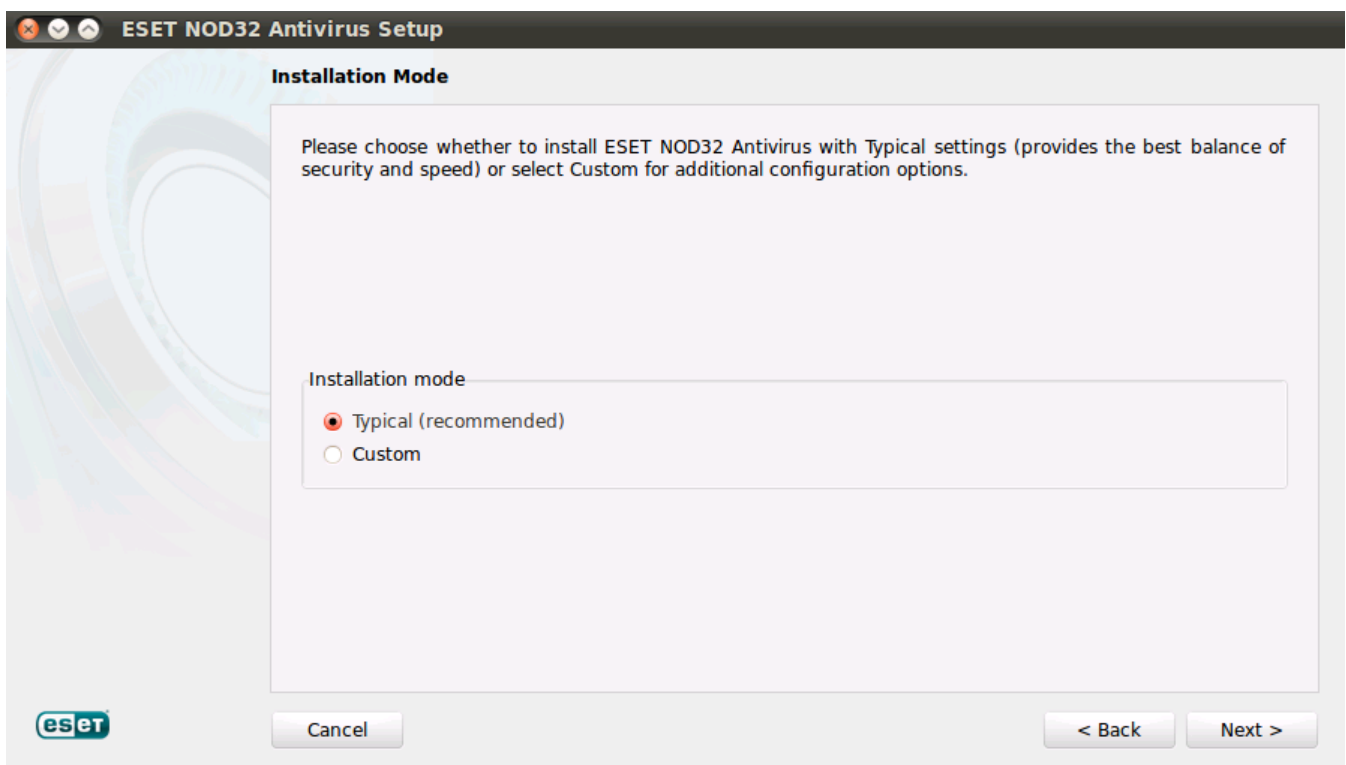 ESET NOD32 Antivirus Setup
Installation Mode
Please choose whether to install ESET NOD32 Antivirus with Typical settings (provides the best balance of
security and speed) or select Custom for additional configuration options.
Installation mode
Typical (recommended)
Custom
eset
Cancel
< Back
Next >